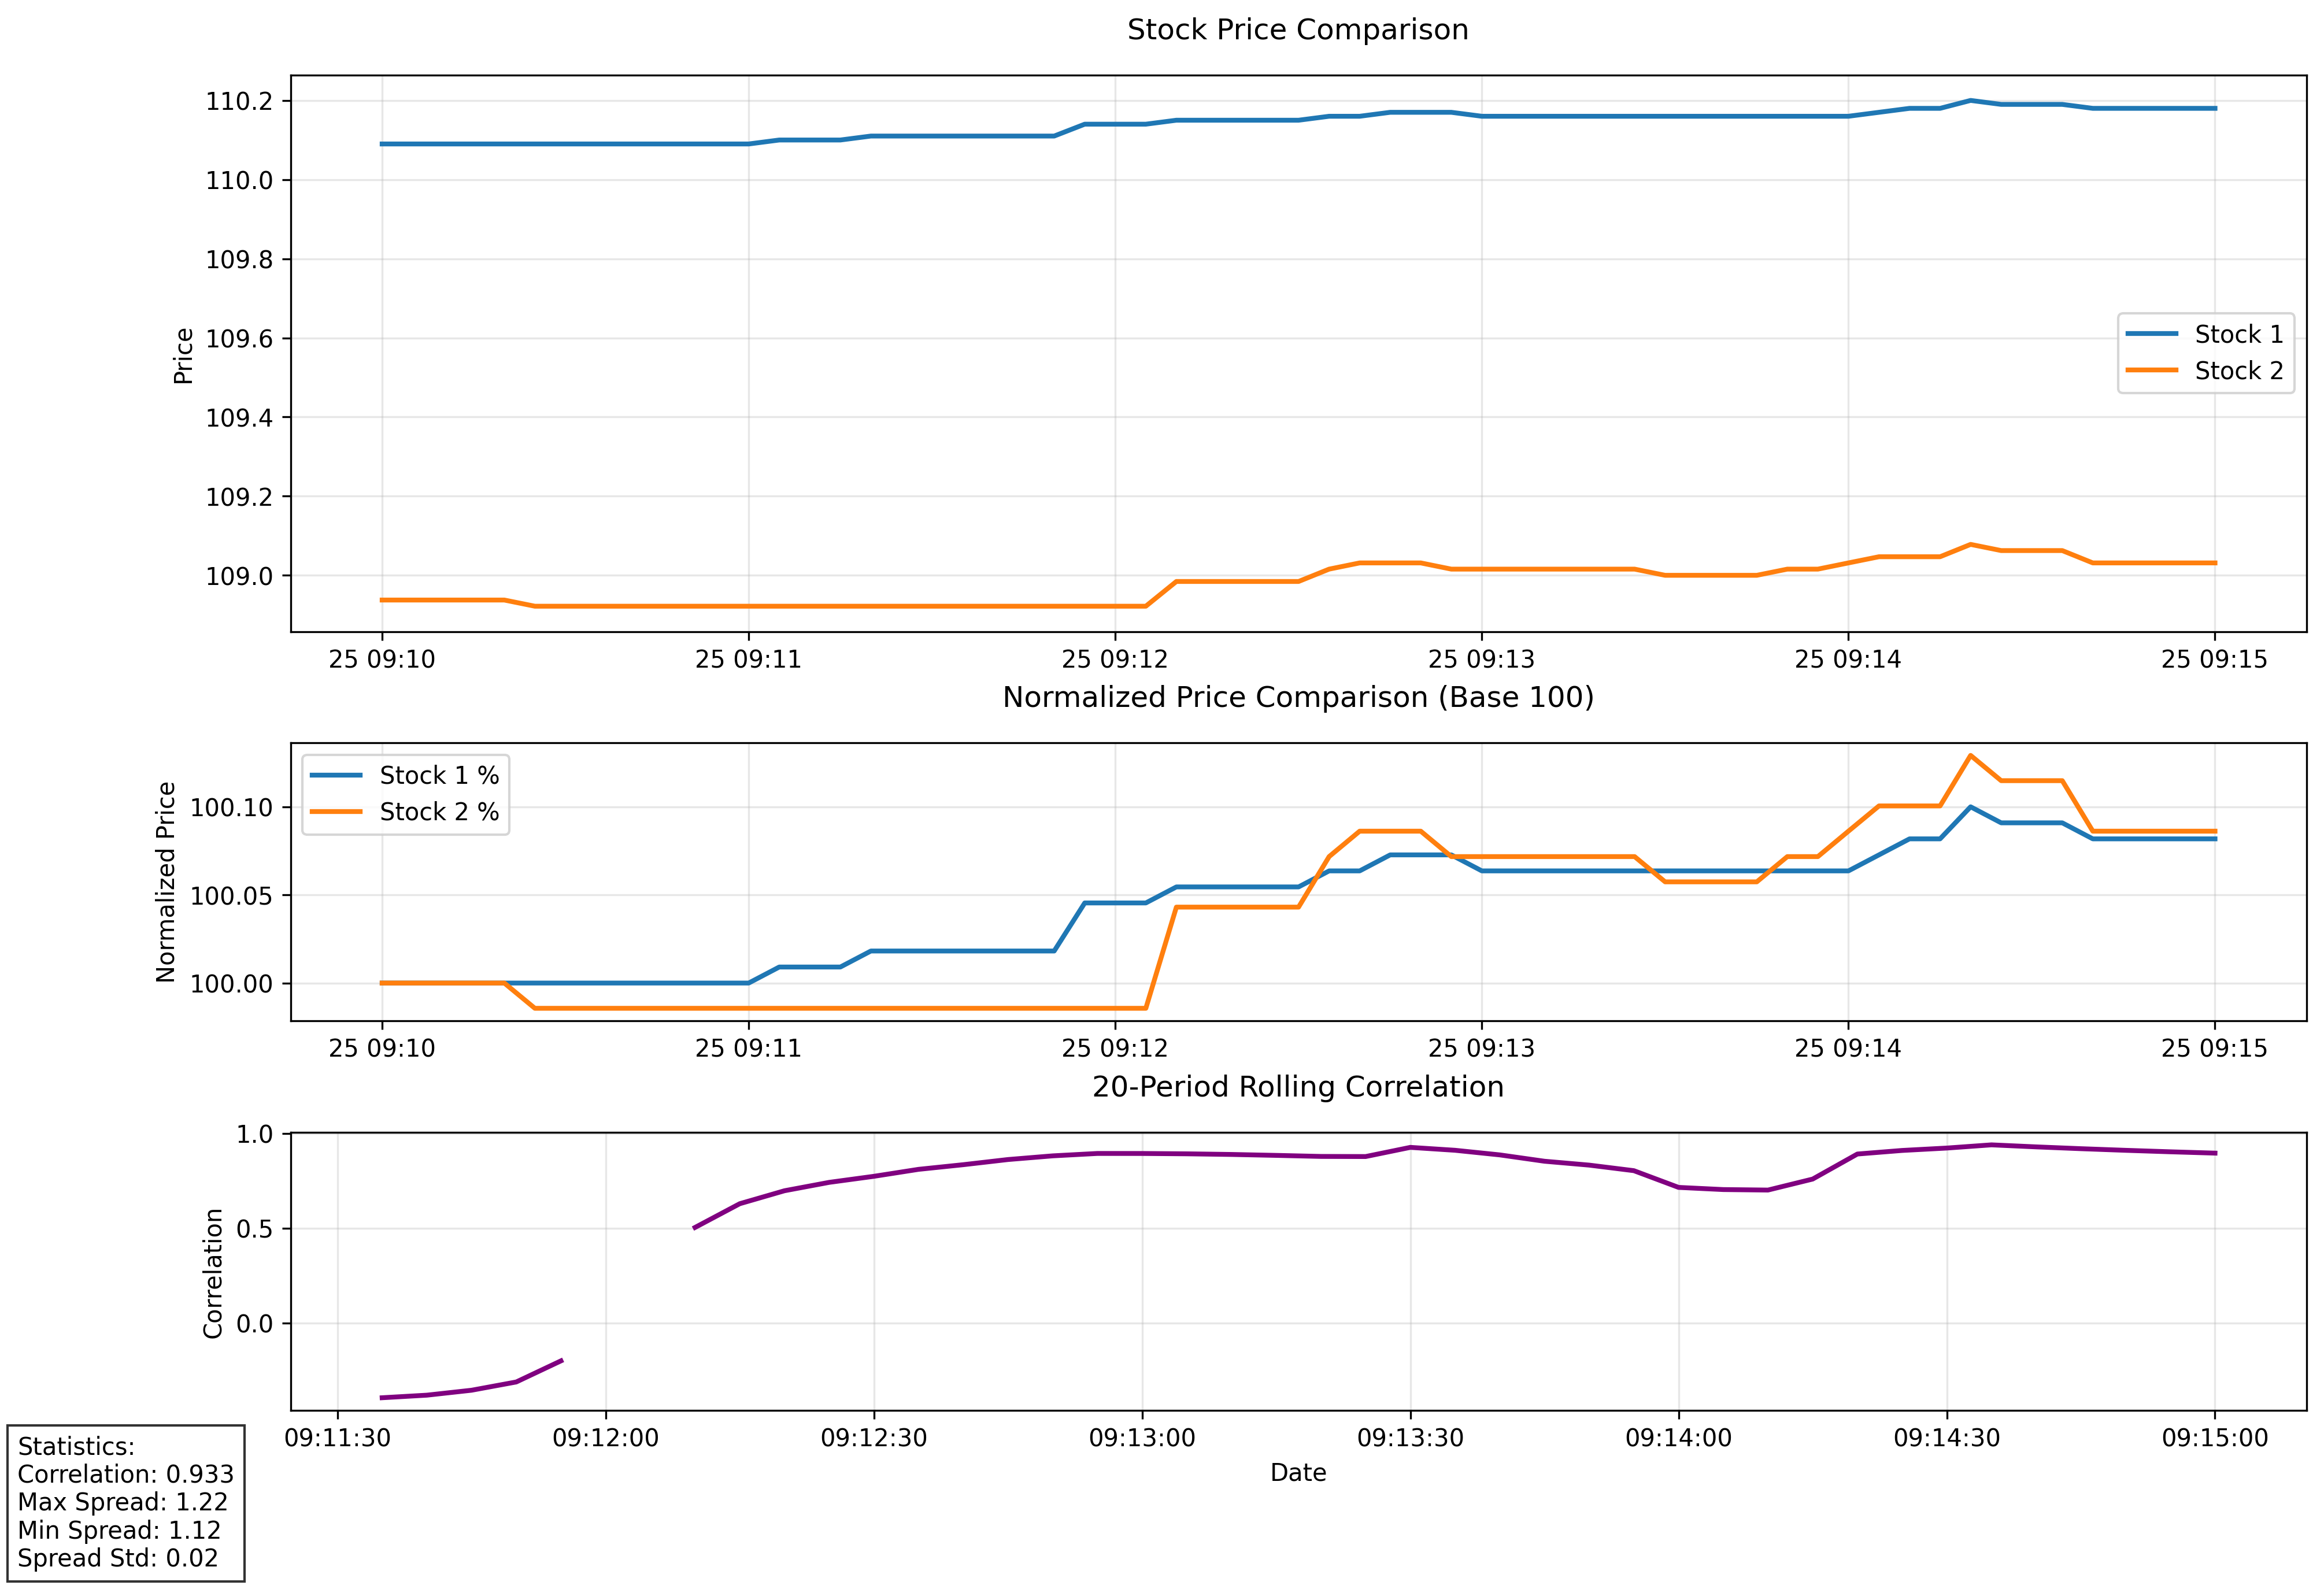 Stock Price Comparison
Price
110.2
110.0
109.8
109.6
109.4
109.2
109.0
Stock 1
Stock 2
25 09:10
25 09:11
25 09:12
25 09:13
25 09:14
25 09:15
Normalized Price Comparison (Base 100)
Normalized Price
100.10
100.05
100.00
Stock 1 %
Stock 2 %
25 09:10
25 09:11
25 09:12
25 09:13
25 09:14
25 09:15
20-Period Rolling Correlation
Correlation
1.0
0.5
0.0
09:11:30
09:12:00
09:12:30
09:13:00
09:13:30
09:14:00
09:14:30
09:15:00
Date
Statistics:
Correlation: 0.933
Max Spread: 1.22
Min Spread: 1.12
Spread Std: 0.02